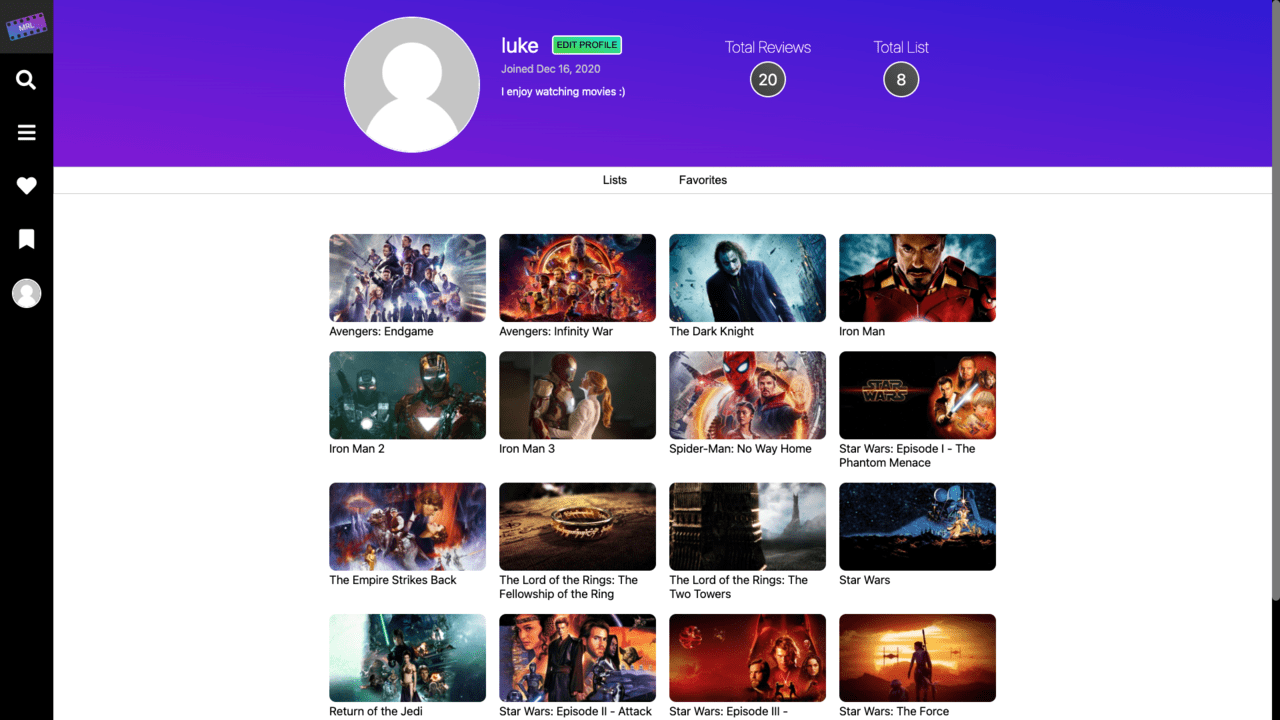 MRL
luke
EDIT PROFILE
Joined Dec 16, 2020
I enjoy watching movies :)
Total Reviews
20
Total List
8
Lists
Favorites
Avengers: Endgame
Avengers: Infinity War
The Dark Knight
Iron Man
STAR
WARS
Iron Man 2
Iron Man 3
Spider-Man: No Way Home
Star Wars: Episode I - The
Phantom Menace
The Empire Strikes Back
The Lord of the Rings: The
Fellowship of the Ring
The Lord of the Rings: The
Two Towers
Star Wars
Return of the Jedi
Star Wars: Episode II - Attack
Star Wars: Episode III -
Star Wars: The Force